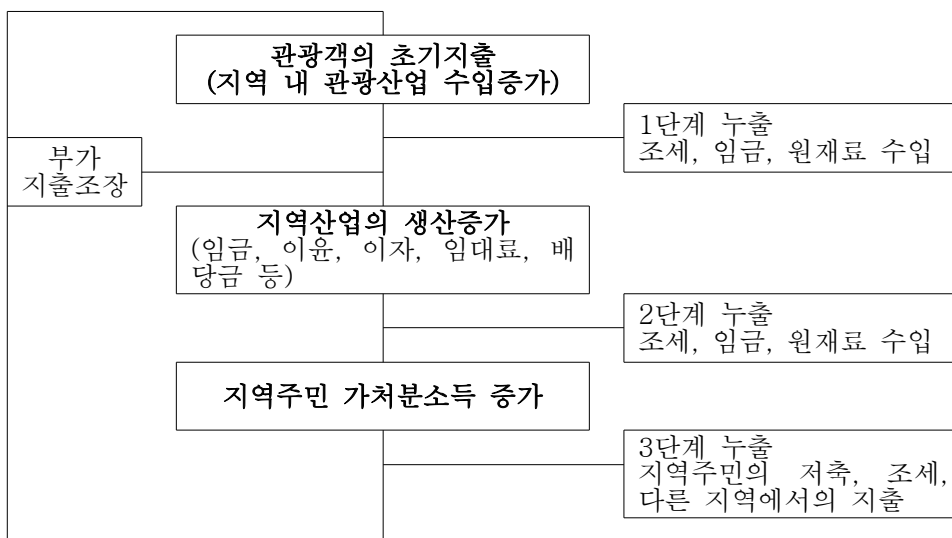 관광객의 초기지출
(지역 내 관광산업 수입증가)
1단계 누출
조세, 임금, 원재료 수입
부가
지출조장
지역산업의 생산증가
(임금, 이윤, 이자, 임대료, 배
당금 등)
2단계 누출
조세, 임금, 원재료 수입
지역주민 가처분소득 증가
3단계 누출
지역주민의 저축, 조세,
다른 지역에서의 지출